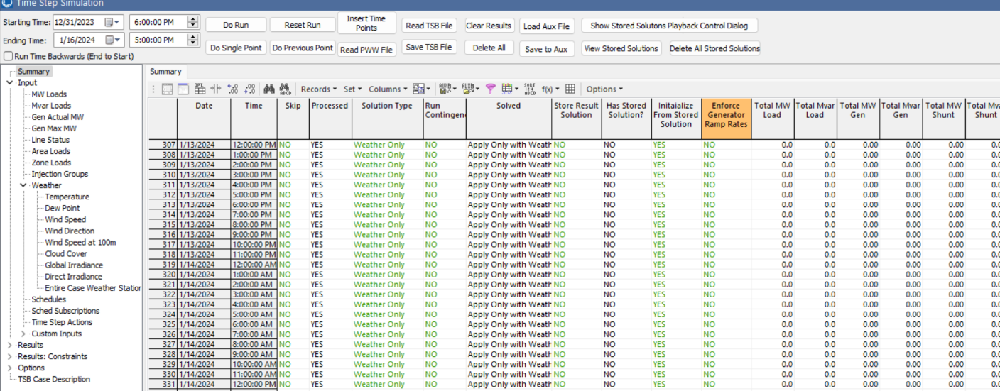 Time Step Simulation
Starting Time: 12/31/2023 6:00:00 PM Do Run Reset Run Insert Time Points Read TSB File Clear Results Load Aux File Show Stored Solutons Playback Control Dialog
Ending Time: 1/16/2024 5:00:00 PM Do Single Point Do Previous Point Read PWW File Save TSB File Delete All Save to Aux View Stored Solutions Delete All Stored Solutions
Run Time Backwards (End to Start)
Summary
Input
MW Loads
Mvar Loads
Gen Actual MW
Gen Max MW
Line Status
Area Loads
Zone Loads
Injection Groups
Weather
Temperature
Dew Point
Wind Speed
Wind Direction
Wind Speed at 100m
Cloud Cover
Global Irradiance
Direct Irradiance
Entire Case Weather Station
Schedules
Sched Subscriptions
Time Step Actions
Custom Inputs
Results
Results: Constraints
Options
TSB Case Description
Summary
Records Set Columns f(x) Options
Date Time Skip Processed Solution Type Run Contingen Solved Store Result Solution Has Stored Solution? Initaialize From Stored Solution Enforce Generator Ramp Rates Total MW Load Total Mvar Load Total MW Gen Total Mvar Gen Total MW Shunt Total Mva Shunt
307 1/13/2024 12:00:00 PM NO YES Weather Only NO Apply Only with Weath NO NO YES NO 0.0 0.0 0.00 0.00 0.00 0.0
308 1/13/2024 1:00:00 PM NO YES Weather Only NO Apply Only with Weath NO NO YES NO 0.0 0.0 0.00 0.00 0.00 0.0
309 1/13/2024 2:00:00 PM NO YES Weather Only NO Apply Only with Weath NO NO YES NO 0.0 0.0 0.00 0.00 0.00 0.0
310 1/13/2024 3:00:00 PM NO YES Weather Only NO Apply Only with Weath NO NO YES NO 0.0 0.0 0.00 0.00 0.00 0.0
311 1/13/2024 4:00:00 PM NO YES Weather Only NO Apply Only with Weath NO NO YES NO 0.0 0.0 0.00 0.00 0.00 0.0
312 1/13/2024 5:00:00 PM NO YES Weather Only NO Apply Only with Weath NO NO YES NO 0.0 0.0 0.00 0.00 0.00 0.0
313 1/13/2024 6:00:00 PM NO YES Weather Only NO Apply Only with Weath NO NO YES NO 0.0 0.0 0.00 0.00 0.00 0.0
314 1/13/2024 7:00:00 PM NO YES Weather Only NO Apply Only with Weath NO NO YES NO 0.0 0.0 0.00 0.00 0.00 0.0
315 1/13/2024 8:00:00 PM NO YES Weather Only NO Apply Only with Weath NO NO YES NO 0.0 0.0 0.00 0.00 0.00 0.0
316 1/13/2024 9:00:00 PM NO YES Weather Only NO Apply Only with Weath NO NO YES NO 0.0 0.0 0.00 0.00 0.00 0.0
317 1/13/2024 10:00:00 PM NO YES Weather Only NO Apply Only with Weath NO NO YES NO 0.0 0.0 0.00 0.00 0.00 0.0
318 1/13/2024 11:00:00 PM NO YES Weather Only NO Apply Only with Weath NO NO YES NO 0.0 0.0 0.00 0.00 0.00 0.0
319 1/14/2024 12:00:00 AM NO YES Weather Only NO Apply Only with Weath NO NO YES NO 0.0 0.0 0.00 0.00 0.00 0.0
320 1/14/2024 1:00:00 AM NO YES Weather Only NO Apply Only with Weath NO NO YES NO 0.0 0.0 0.00 0.00 0.00 0.0
321 1/14/2024 2:00:00 AM NO YES Weather Only NO Apply Only with Weath NO NO YES NO 0.0 0.0 0.00 0.00 0.00 0.0
322 1/14/2024 3:00:00 AM NO YES Weather Only NO Apply Only with Weath NO NO YES NO 0.0 0.0 0.00 0.00 0.00 0.0
323 1/14/2024 4:00:00 AM NO YES Weather Only NO Apply Only with Weath NO NO YES NO 0.0 0.0 0.00 0.00 0.00 0.0
324 1/14/2024 5:00:00 AM NO YES Weather Only NO Apply Only with Weath NO NO YES NO 0.0 0.0 0.00 0.00 0.00 0.0
325 1/14/2024 6:00:00 AM NO YES Weather Only NO Apply Only with Weath NO NO YES NO 0.0 0.0 0.00 0.00 0.00 0.0
326 1/14/2024 7:00:00 AM NO YES Weather Only NO Apply Only with Weath NO NO YES NO 0.0 0.0 0.00 0.00 0.00 0.0
327 1/14/2024 8:00:00 AM NO YES Weather Only NO Apply Only with Weath NO NO YES NO 0.0 0.0 0.00 0.00 0.00 0.0
328 1/14/2024 9:00:00 AM NO YES Weather Only NO Apply Only with Weath NO NO YES NO 0.0 0.0 0.00 0.00 0.00 0.0
329 1/14/2024 10:00:00 AM NO YES Weather Only NO Apply Only with Weath NO NO YES NO 0.0 0.0 0.00 0.00 0.00 0.0
330 1/14/2024 11:00:00 AM NO YES Weather Only NO Apply Only with Weath NO NO YES NO 0.0 0.0 0.00 0.00 0.00 0.0
331 1/14/2024 12:00:00 PM NO YES Weather Only NO Apply Only with Weath NO NO YES NO 0.0 0.0 0.00 0.00 0.00 0.0